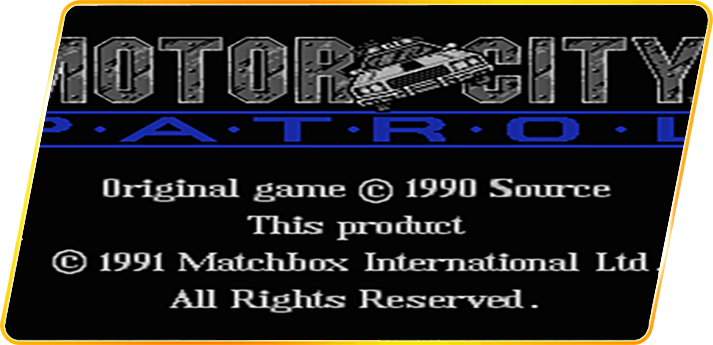 MOTOR CITY
P·A·T·R·O·L
Original game © 1990 Source
This product
© 1991 Matchbox International Ltd.
All Rights Reserved.